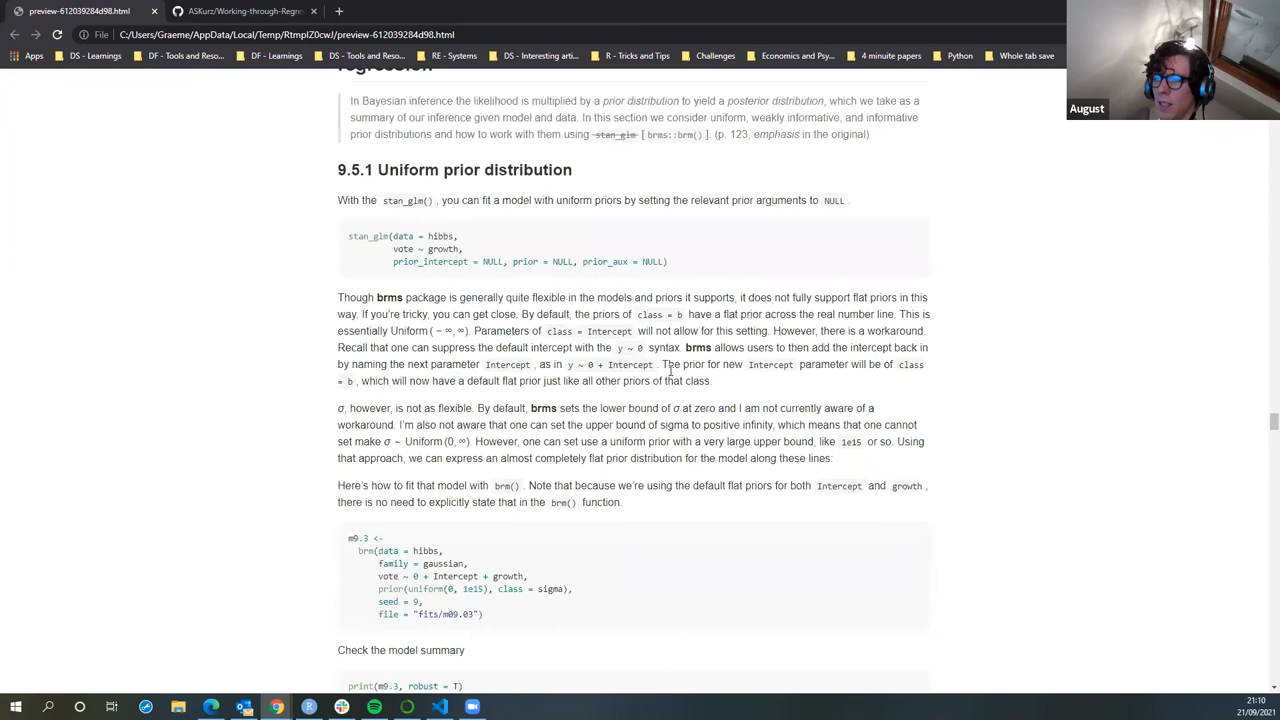 preview-612039284d98.html
ASKurz/Working-through-Regres
File
C:/Users/Graeme/AppData/Local/Temp/RtmpIZ0cwJ/preview-612039284d98.html
Apps
DS - Learning
DF - Tools and Reso...
DF - Learning
DS - Tools and Reso...
RE - Systems
DS - Interesting arti...
R - Tricks and Tips
Challenges
Economics and Psy...
4 minuite papers
Python
Whole tab save
August
regression
In Bayesian inference the likelihood is multiplied by a prior distribution to yield a posterior distribution, which we take as a
summary of our inference given model and data. In this section we consider uniform, weakly informative, and informative
prior distributions and how to work with them using stan_glm [ brms::brm() ]. (p. 123, emphasis in the original)
9.5.1 Uniform prior distribution
With the stan_glm() , you can fit a model with uniform priors by setting the relevant prior arguments to NULL .
stan_glm(data = hibbs,
vote ~ growth,
prior_intercept = NULL, prior = NULL, prior_aux = NULL)
Though brms package is generally quite flexible in the models and priors it supports, it does not fully support flat priors in this
way. If you're tricky, you can get close. By default, the priors of class = b have a flat prior across the real number line. This is
essentially Uniform(−∞, ∞). Parameters of class = Intercept will not allow for this setting. However, there is a workaround.
Recall that one can suppress the default intercept with the y ~ 0 syntax. brms allows users to then add the intercept back in
by naming the next parameter Intercept , as in y ~ 0 + Intercept . The prior for new Intercept parameter will be of class
= b , which will now have a default flat prior just like all other priors of that class.
σ, however, is not as flexible. By default, brms sets the lower bound of σ at zero and I am not currently aware of a
workaround. I'm also not aware that one can set the upper bound of sigma to positive infinity, which means that one cannot
set make σ ~ Uniform(0, ∞). However, one can set use a uniform prior with a very large upper bound, like 1e15 or so. Using
that approach, we can express an almost completely flat prior distribution for the model along these lines:
Here's how to fit that model with brm() . Note that because we're using the default flat priors for both Intercept and growth ,
there is no need to explicitly state that in the brm() function.
m9.3 <-
brm(data = hibbs,
family = gaussian,
vote ~ 0 + Intercept + growth,
prior(uniform(0, 1e15), class = sigma),
seed = 9,
file = "fits/m09.03")
Check the model summary
print(m9.3, robust = T)
21:10
21/09/2021